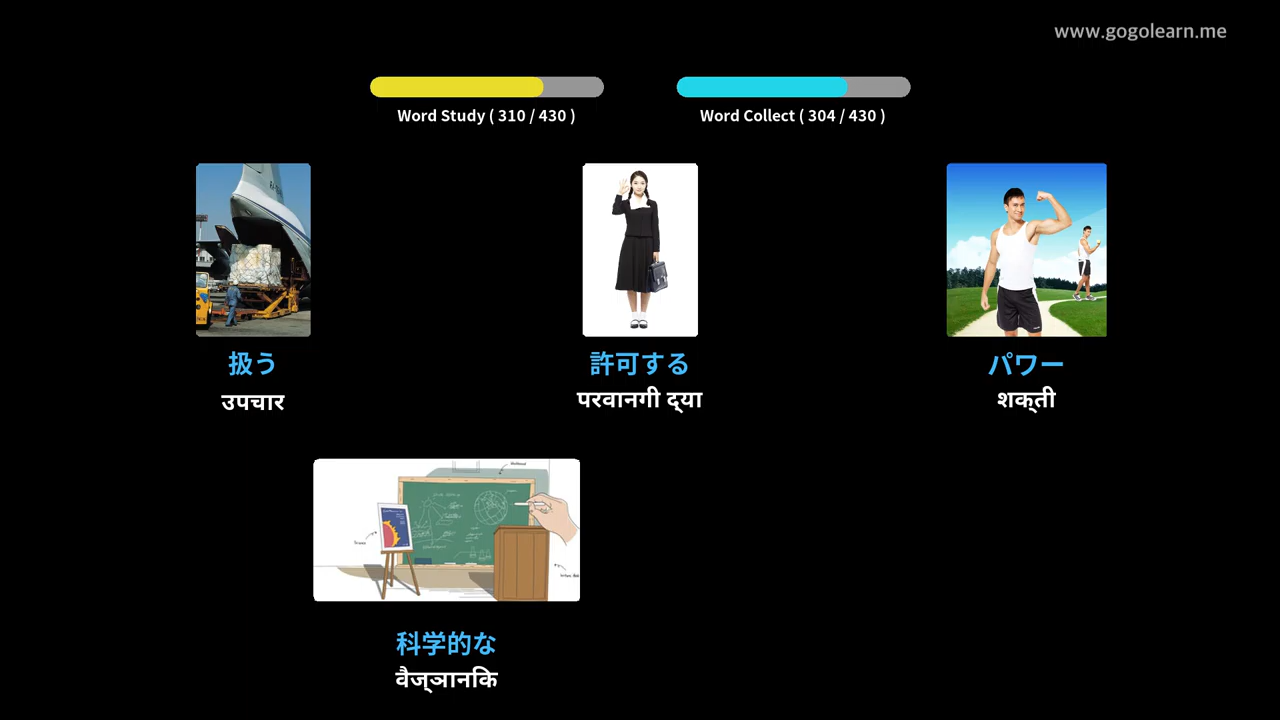 www.gogolearn.me
Word Study ( 310 / 430 )
Word Collect ( 304 / 430 )
扱う
許可する
パワー
उपचार
परवानगी द्‌या
शक्‌ती
科学的な
वैज्‌ञानकि